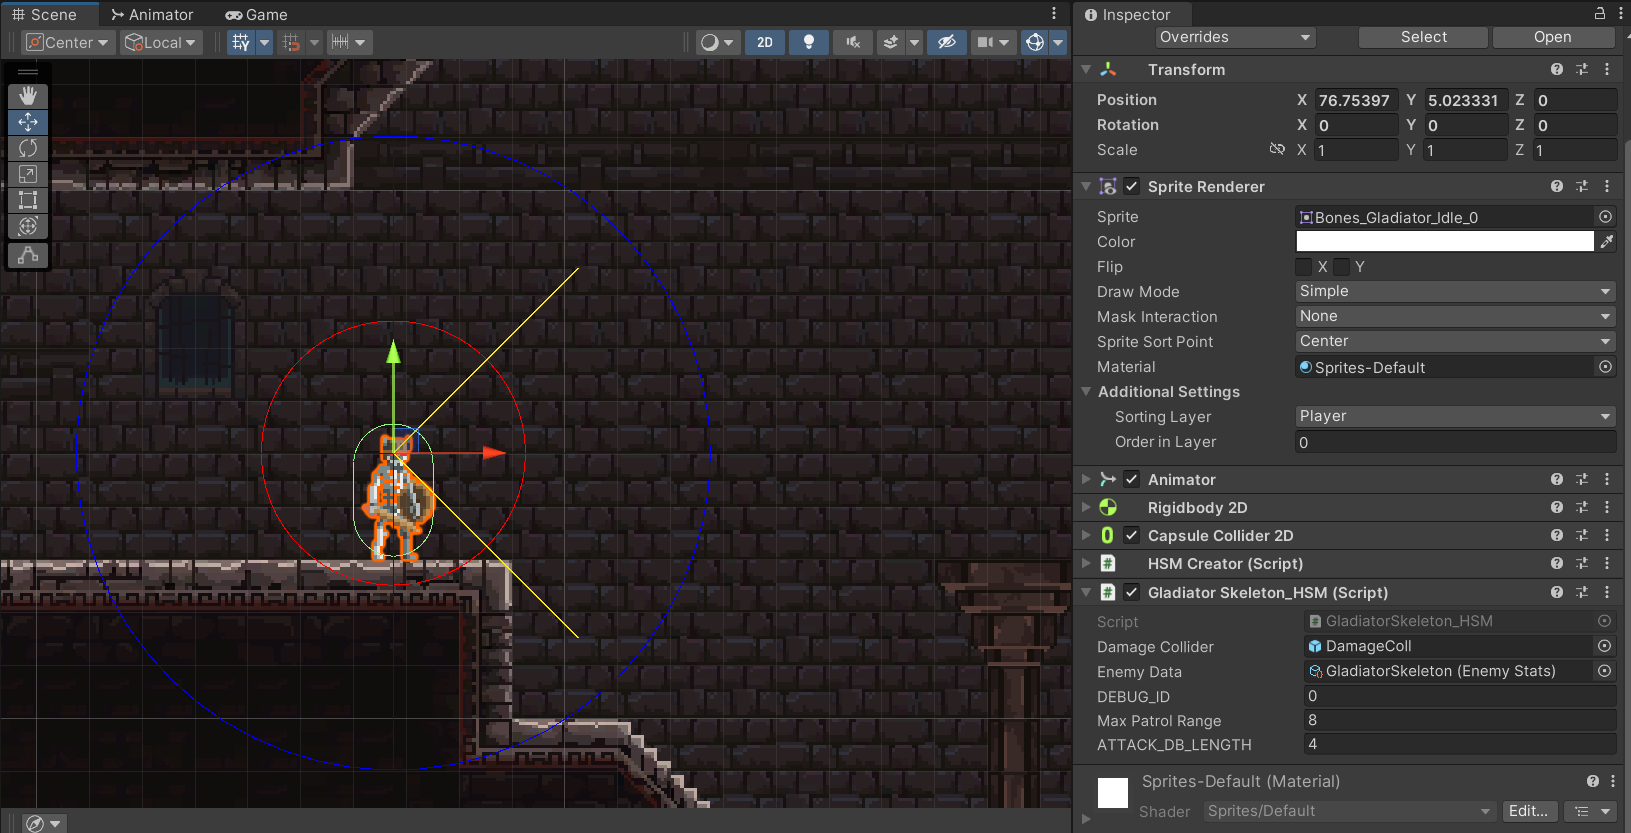 Scene Animator Game
Center Local 2D
Inspector
Overrides Select Open
Transform
Position X 76.75397 Y 5.023331 Z 0
Rotation X 0 Y 0 Z 0
Scale X 1 Y 1 Z 1
Sprite Renderer
Sprite Bones_Gladiator_Idle_0
Color
Flip X Y
Draw Mode Simple
Mask Interaction None
Sprite Sort Point Center
Material Sprites-Default
Additional Settings
Sorting Layer Player
Order in Layer 0
Animator
Rigidbody 2D
Capsule Collider 2D
# HSM Creator (Script)
# Gladiator Skeleton_HSM (Script)
Script # GladiatorSkeleton_HSM
Damage Collider DamageColl
Enemy Data GladiatorSkeleton (Enemy Stats)
DEBUG_ID 0
Max Patrol Range 8
ATTACK_DB_LENGTH 4
Sprites-Default (Material)
Shader Sprites/Default Edit...